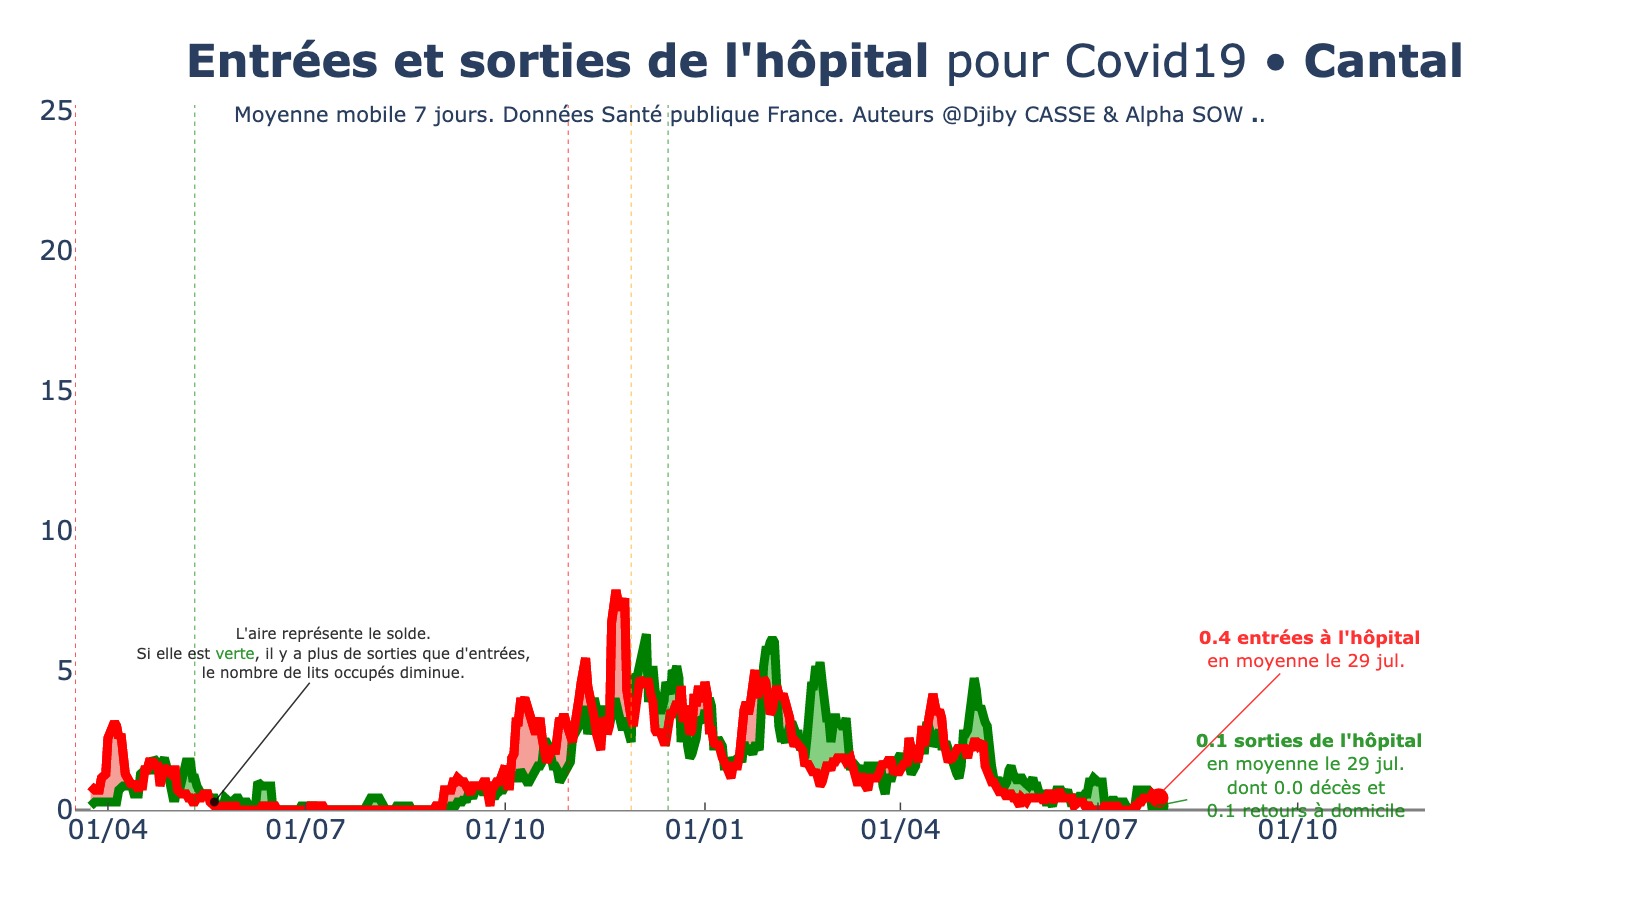 Entrées et sorties de l'hôpital pour Covid19 • Cantal
Moyenne mobile 7 jours. Données Santé publique France. Auteurs @Djiby CASSE & Alpha SOW ..
25
20
15
10
5
0
L'aire représente le solde.
Si elle est verte, il y a plus de sorties que d'entrées,
le nombre de lits occupés diminue.
0.4 entrées à l'hôpital
en moyenne le 29 jul.
0.1 sorties de l'hôpital
en moyenne le 29 jul.
dont 0.0 décès et
0.1 retours à domicile
01/04 01/07 01/10 01/01 01/04 01/07 01/10